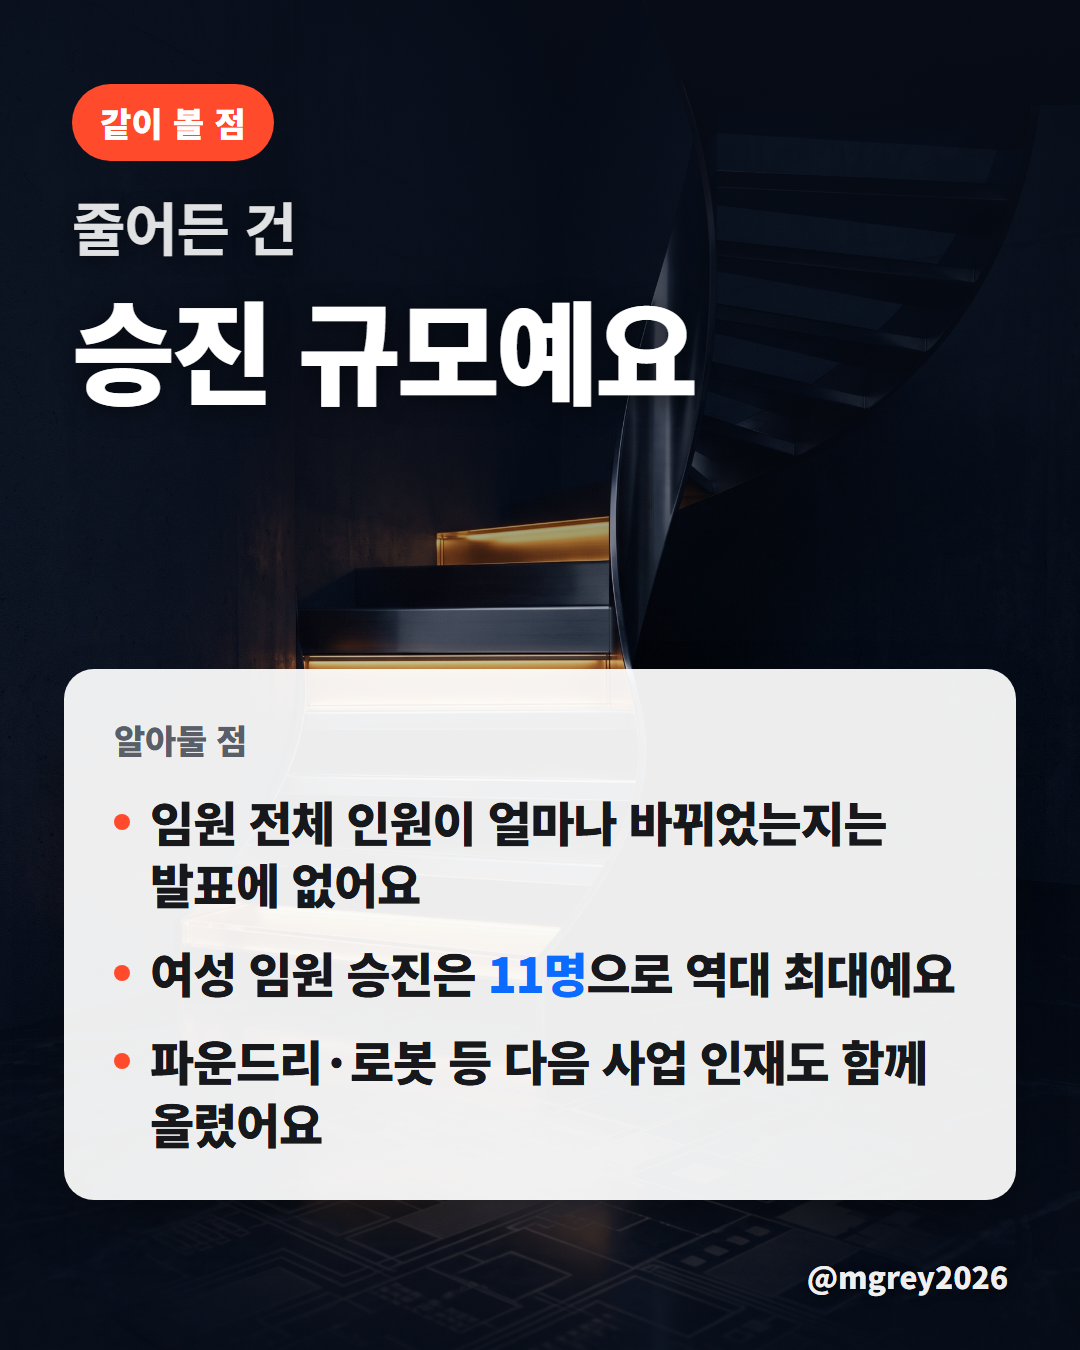 같이 볼 점
줄어든 건
승진 규모예요
알아둘 점
• 임원 전체 인원이 얼마나 바뀌었는지는
발표에 없어요
• 여성 임원 승진은 11명으로 역대 최대예요
• 파운드리·로봇 등 다음 사업 인재도 함께
올렸어요
@mgrey2026